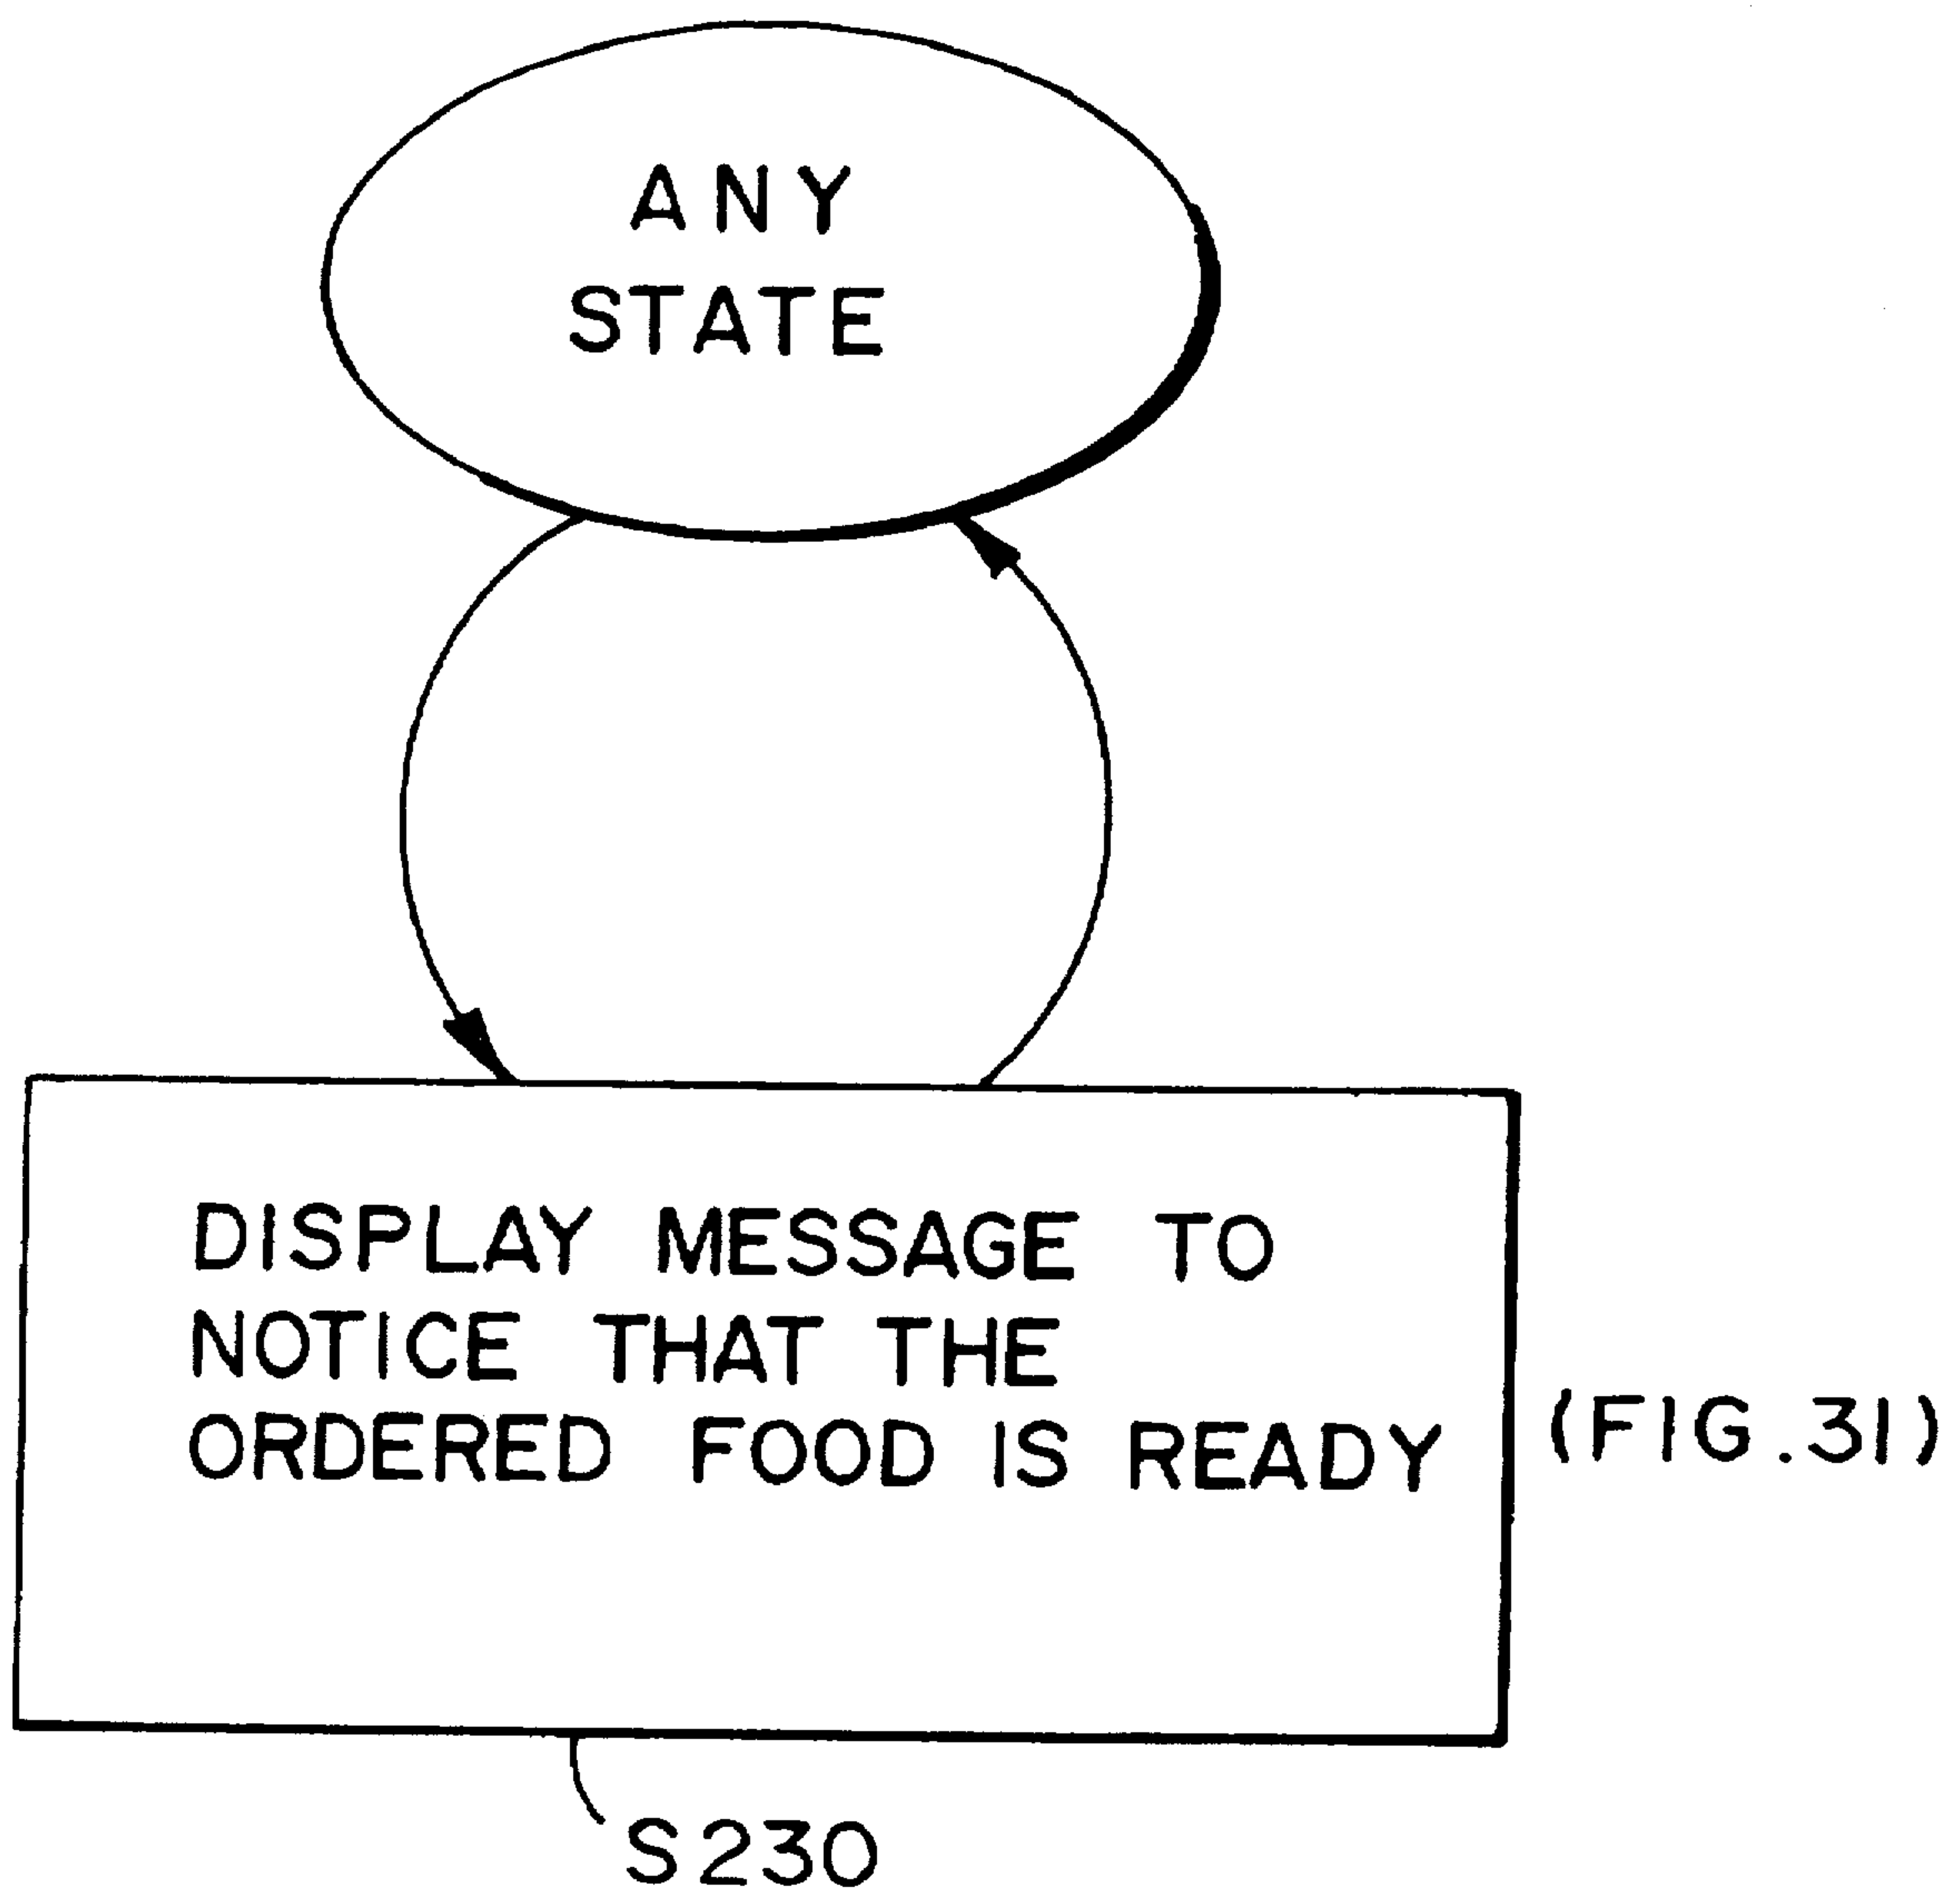 ANY
STATE
DISPLAY MESSAGE TO
NOTICE THAT THE
ORDERED FOOD IS READY
(FIG.31)
S230